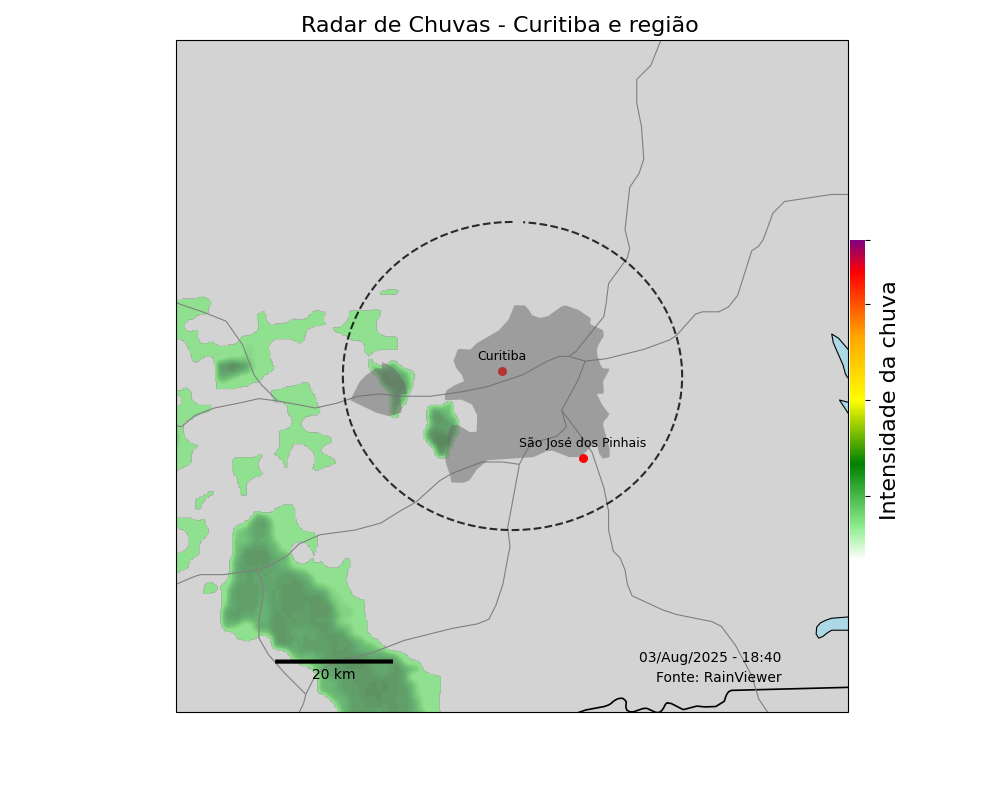 Radar de Chuvas - Curitiba e região
Curitiba
São José dos Pinhais
Intensidade da chuva
03/Aug/2025 - 18:40
Fonte: RainViewer
20 km